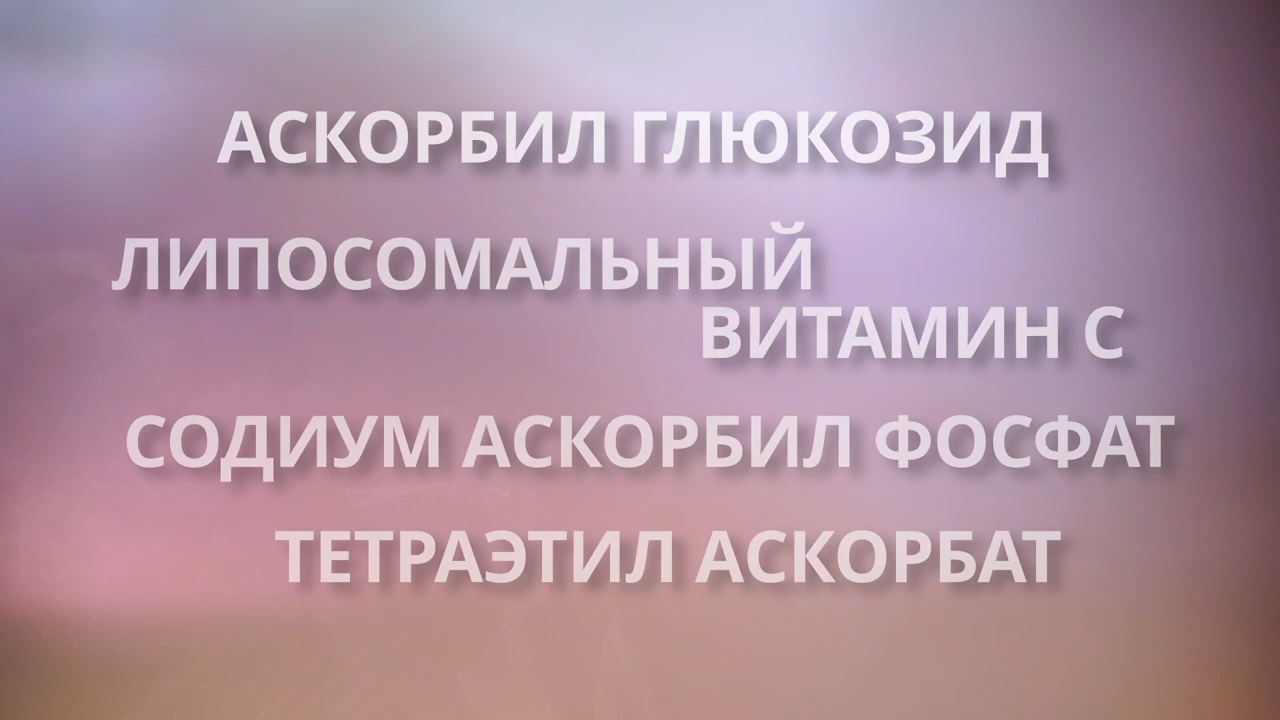 АСКОРБИЛ ГЛЮКОЗИД
ЛИПОСОМАЛЬНЫЙ
ВИТАМИН С
СОДИУМ АСКОРБИЛ ФОСФАТ
ТЕТРАЭТИЛ АСКОРБАТ